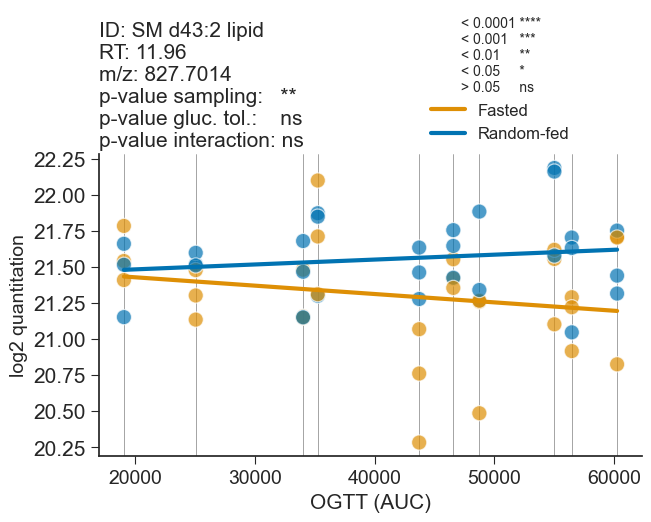 ID: SM d43:2 lipid
RT: 11.96
m/z: 827.7014
p-value sampling: **
p-value gluc. tol.: ns
p-value interaction: ns
< 0.0001 ****
< 0.001 ***
< 0.01 **
< 0.05 *
> 0.05 ns
Fasted
Random-fed
22.25
22.00
21.75
21.50
21.25
21.00
20.75
20.50
20.25
log2 quantitation
20000 30000 40000 50000 60000
OGTT (AUC)